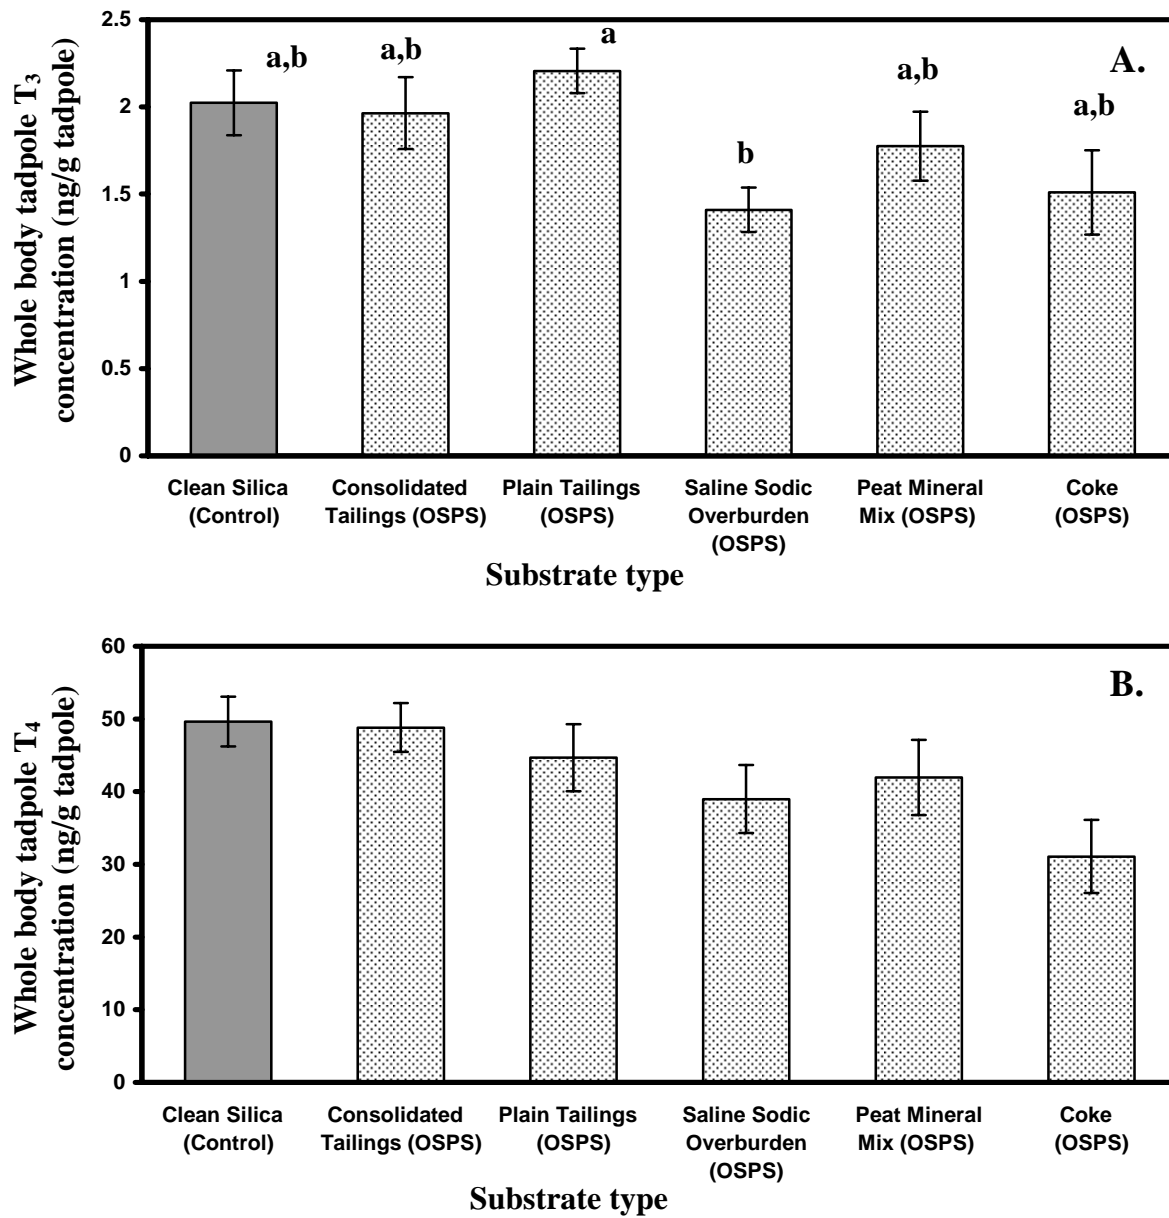 Whole body tadpole T₃
concentration (ng/g tadpole)
2.5
2
1.5
1
0.5
0
a,b
a,b
a
b
a,b
a,b
A.
Clean Silica
(Control)
Consolidated
Tailings (OSPS)
Plain Tailings
(OSPS)
Saline Sodic
Overburden
(OSPS)
Peat Mineral
Mix (OSPS)
Coke
(OSPS)
Substrate type
Whole body tadpole T₄
concentration (ng/g tadpole)
60
50
40
30
20
10
0
B.
Clean Silica
(Control)
Consolidated
Tailings (OSPS)
Plain Tailings
(OSPS)
Saline Sodic
Overburden
(OSPS)
Peat Mineral
Mix (OSPS)
Coke
(OSPS)
Substrate type